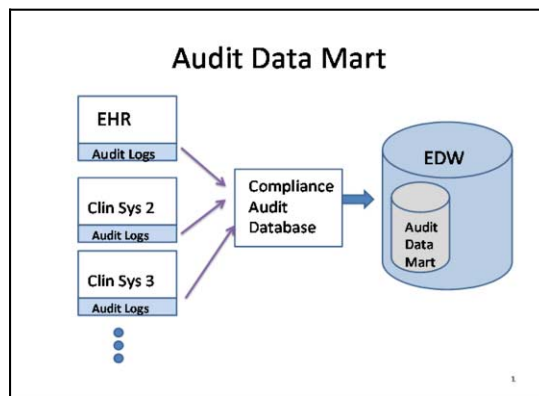 Audit Data Mart
EHR
Audit Logs
Clin Sys 2
Audit Logs
Clin Sys 3
Audit Logs
Compliance
Audit
Database
EDW
Audit
Data
Mart
1